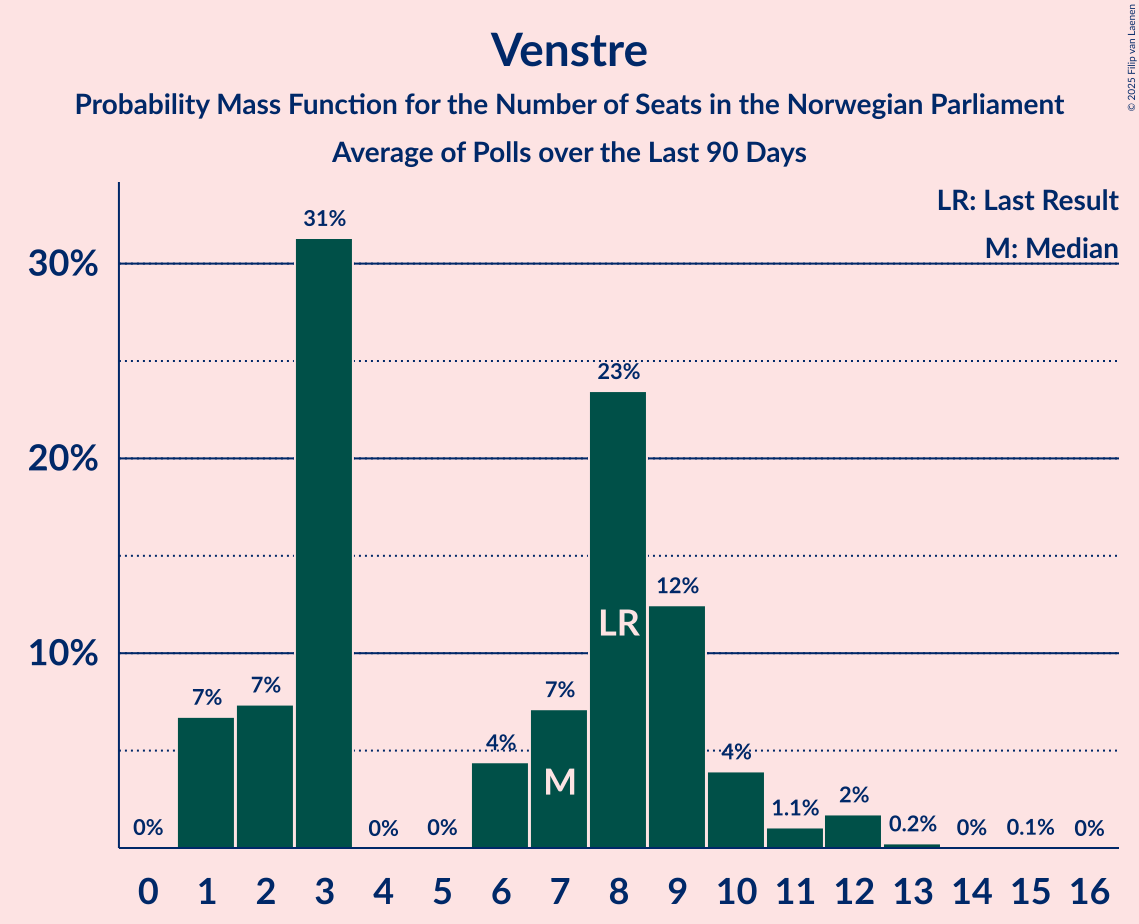 Venstre
Probability Mass Function for the Number of Seats in the Norwegian Parliament
Average of Polls over the Last 90 Days
© 2025 Filip van Laenen
LR: Last Result
M: Median
30%
20%
10%
0%
7%
7%
31%
0%
0%
4%
7%
23%
12%
4%
1.1%
2%
0.2%
0%
0.1%
0%
LR
M
0 1 2 3 4 5 6 7 8 9 10 11 12 13 14 15 16